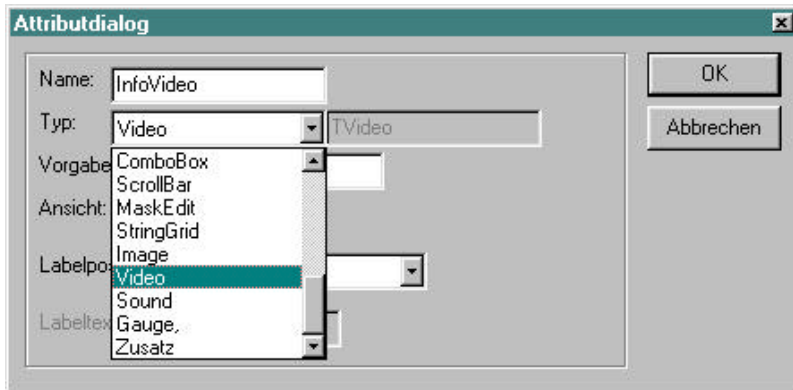 Attributdialog
Name: InfoVideo
OK
Typ: Video TVideo
Abbrechen
Vorgabe
ComboBox
ScrollBar
MaskEdit
Ansicht:
StringGrid
Image
Labelpos
Video
Sound
Labeltex
Gauge,
Zusatz